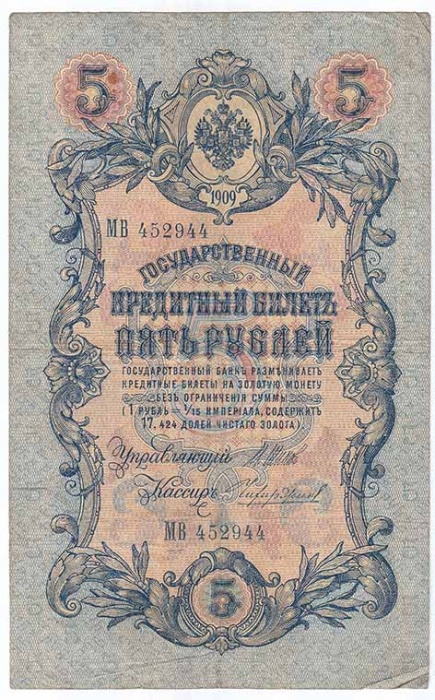 5 5
1909
МВ 452944
ГОСУДАРСТВЕННЫЙ
КРЕДИТНЫЙ БИЛЕТЪ
ПЯТЬ РУБЛЕЙ
ГОСУДАРСТВЕННЫЙ БАНКЪ РАЗМѢНИВАЕТЪ
КРЕДИТНЫЕ БИЛЕТЫ НА ЗОЛОТУЮ МОНЕТУ
БЕЗЪ ОГРАНИЧЕНІЯ СУММЫ
(1 РУБЛЬ = 1/15 ИМПЕРІАЛА, СОДЕРЖИТЪ
17,424 ДОЛЕЙ ЧИСТАГО ЗОЛОТА)
Управляющій
Кассиръ
МВ 452944
5